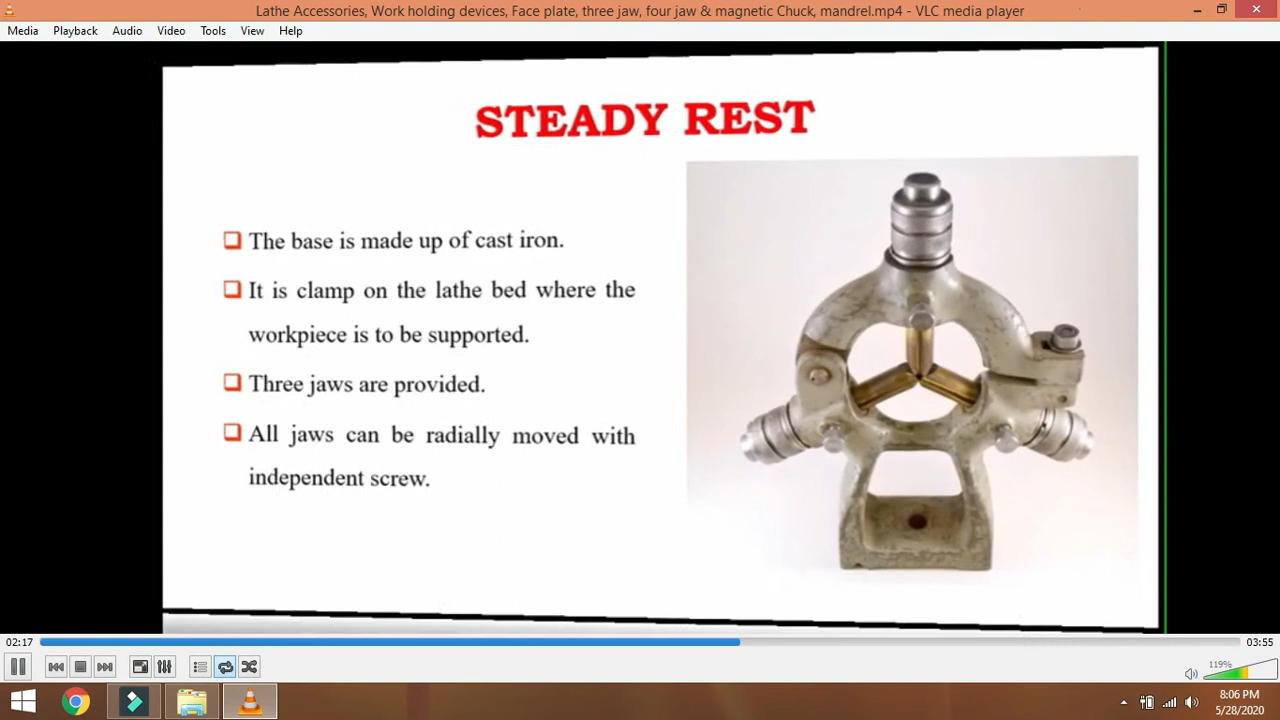 Lathe Accessories, Work holding devices, Face plate, three jaw, four jaw & magnetic Chuck, mandrel.mp4 - VLC media player
Media Playback Audio Video Tools View Help
STEADY REST
The base is made up of cast iron.
It is clamp on the lathe bed where the
workpiece is to be supported.
Three jaws are provided.
All jaws can be radially moved with
independent screw.
02:17 03:55
119%
8:06 PM
5/28/2020